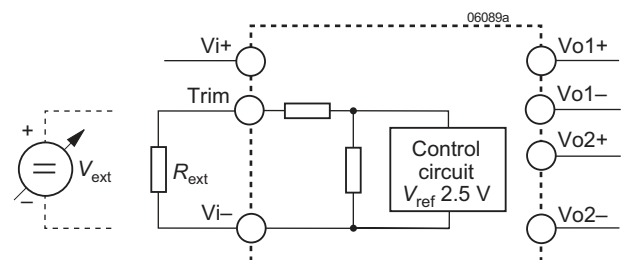 06089a
Vi+
Vo1+
Trim
Vo1–
Vo2+
+
Vext
–
Rext
Control
circuit
Vref 2.5 V
Vi–
Vo2–